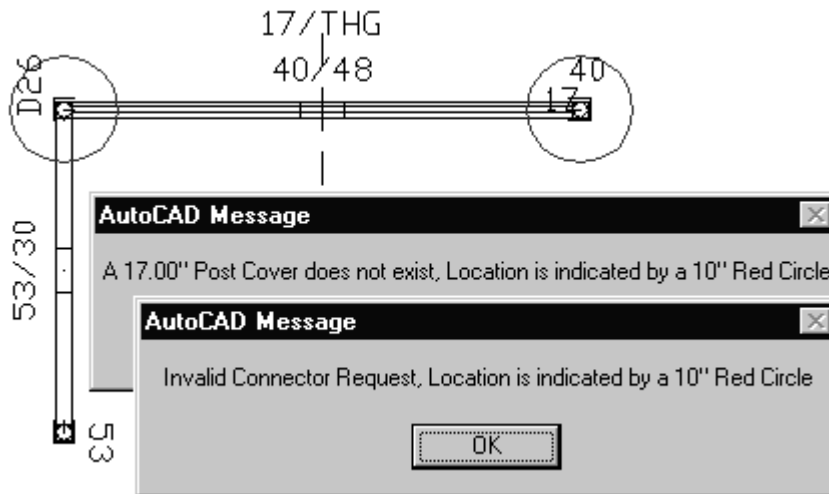 17/THG
40/48
D26
40
17
53/30
53
AutoCAD Message
A 17.00" Post Cover does not exist, Location is indicated by a 10" Red Circle
AutoCAD Message
Invalid Connector Request, Location is indicated by a 10" Red Circle
OK